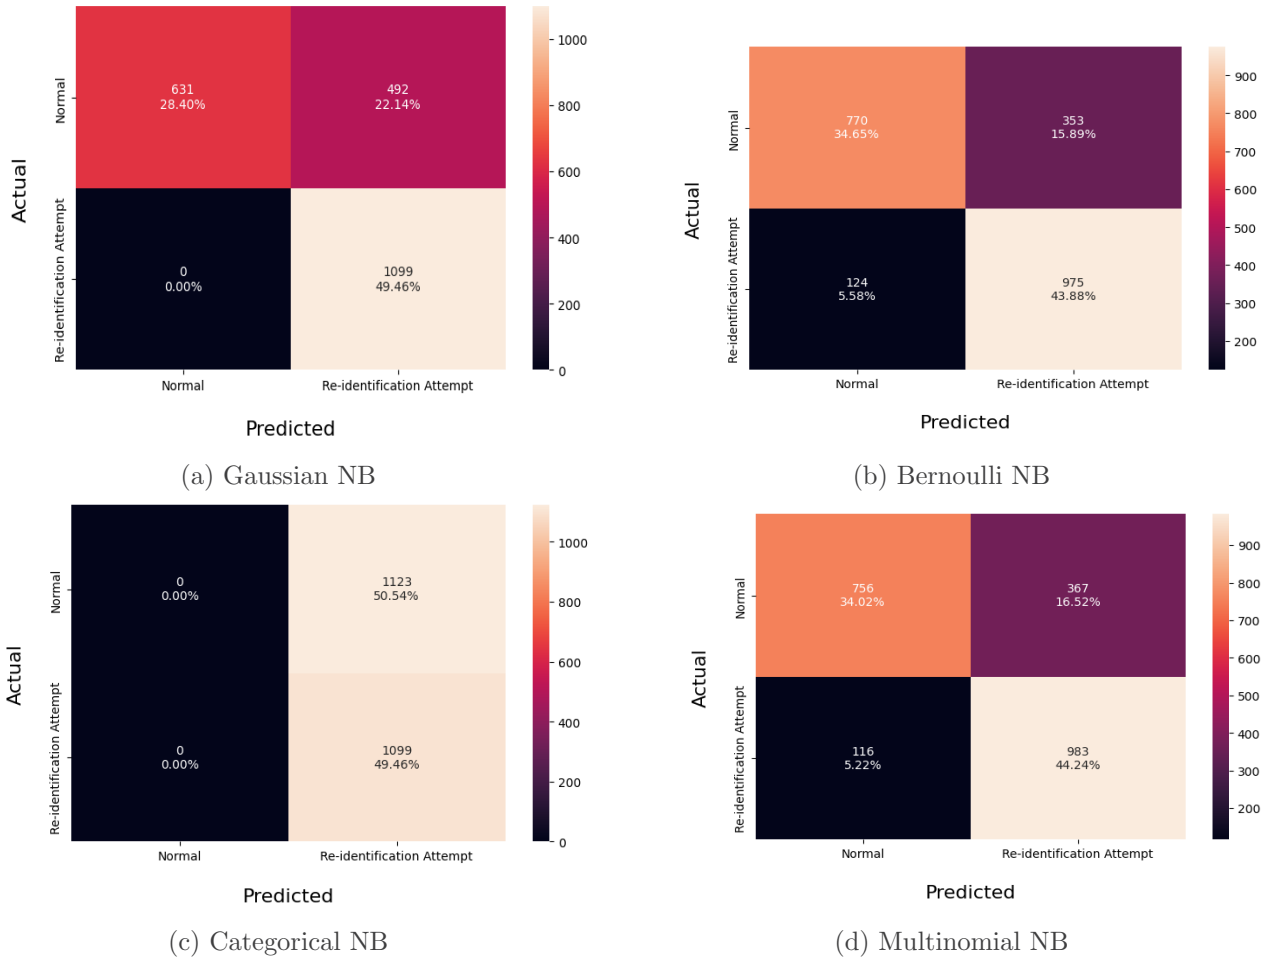 631
28.40%
492
22.14%
0
0.00%
1099
49.46%
Normal
Re-identification Attempt
Actual
Normal
Re-identification Attempt
Predicted
1000
800
600
400
200
0
(a) Gaussian NB
770
34.65%
353
15.89%
124
5.58%
975
43.88%
Normal
Re-identification Attempt
Actual
Normal
Re-identification Attempt
Predicted
900
800
700
600
500
400
300
200
(b) Bernoulli NB
0
0.00%
1123
50.54%
0
0.00%
1099
49.46%
Normal
Re-identification Attempt
Actual
Normal
Re-identification Attempt
Predicted
1000
800
600
400
200
0
(c) Categorical NB
756
34.02%
367
16.52%
116
5.22%
983
44.24%
Normal
Re-identification Attempt
Actual
Normal
Re-identification Attempt
Predicted
900
800
700
600
500
400
300
200
(d) Multinomial NB